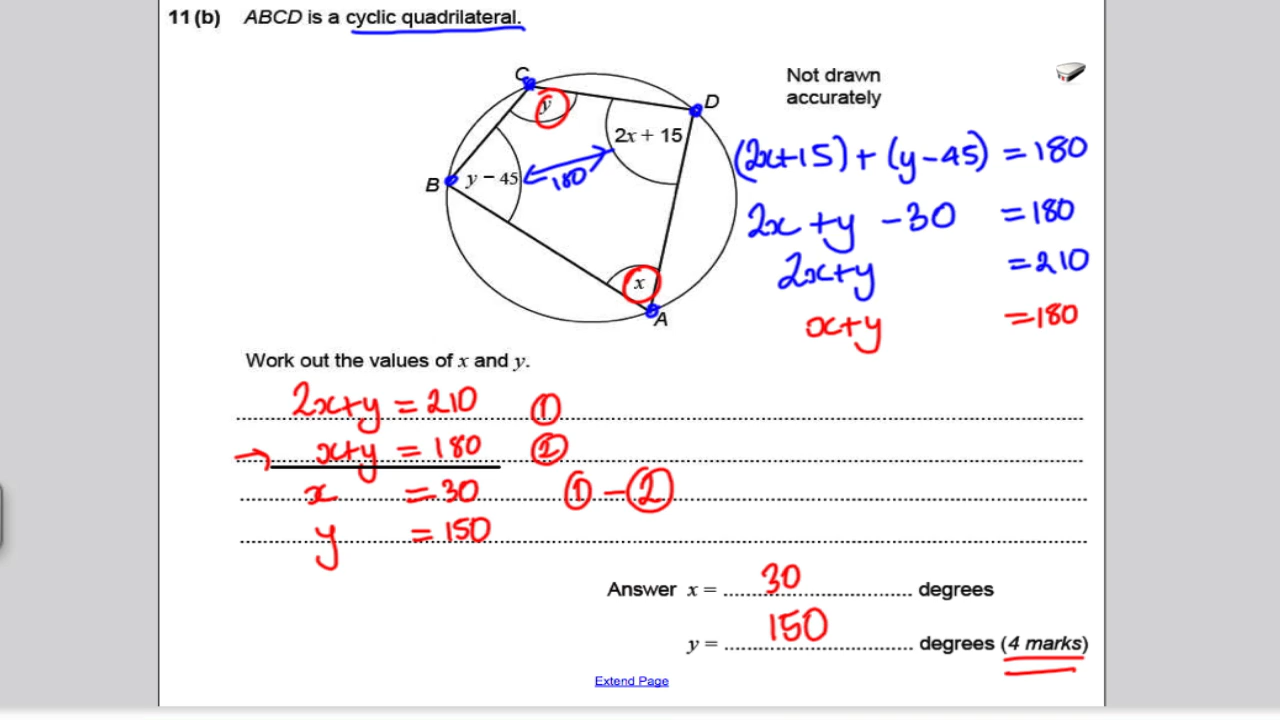 11 (b) ABCD is a cyclic quadrilateral.
C
D
B
A
y
2x + 15
y − 45
180
x
Not drawn
accurately
(2x+15) + (y−45) = 180
2x + y − 30 = 180
2x+y = 210
x+y = 180
Work out the values of x and y.
2x+y = 210 ①
→ x+y = 180 ②
x = 30 ① − ②
y = 150
Answer x = 30 degrees
y = 150 degrees (4 marks)
Extend Page